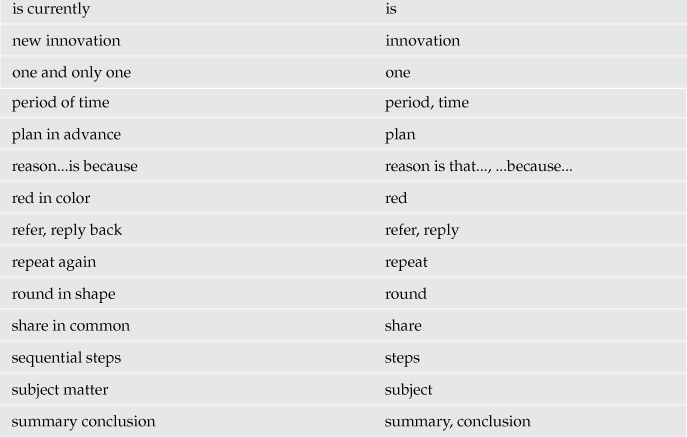 is currently is
new innovation innovation
one and only one one
period of time period, time
plan in advance plan
reason...is because reason is that..., ...because...
red in color red
refer, reply back refer, reply
repeat again repeat
round in shape round
share in common share
sequential steps steps
subject matter subject
summary conclusion summary, conclusion